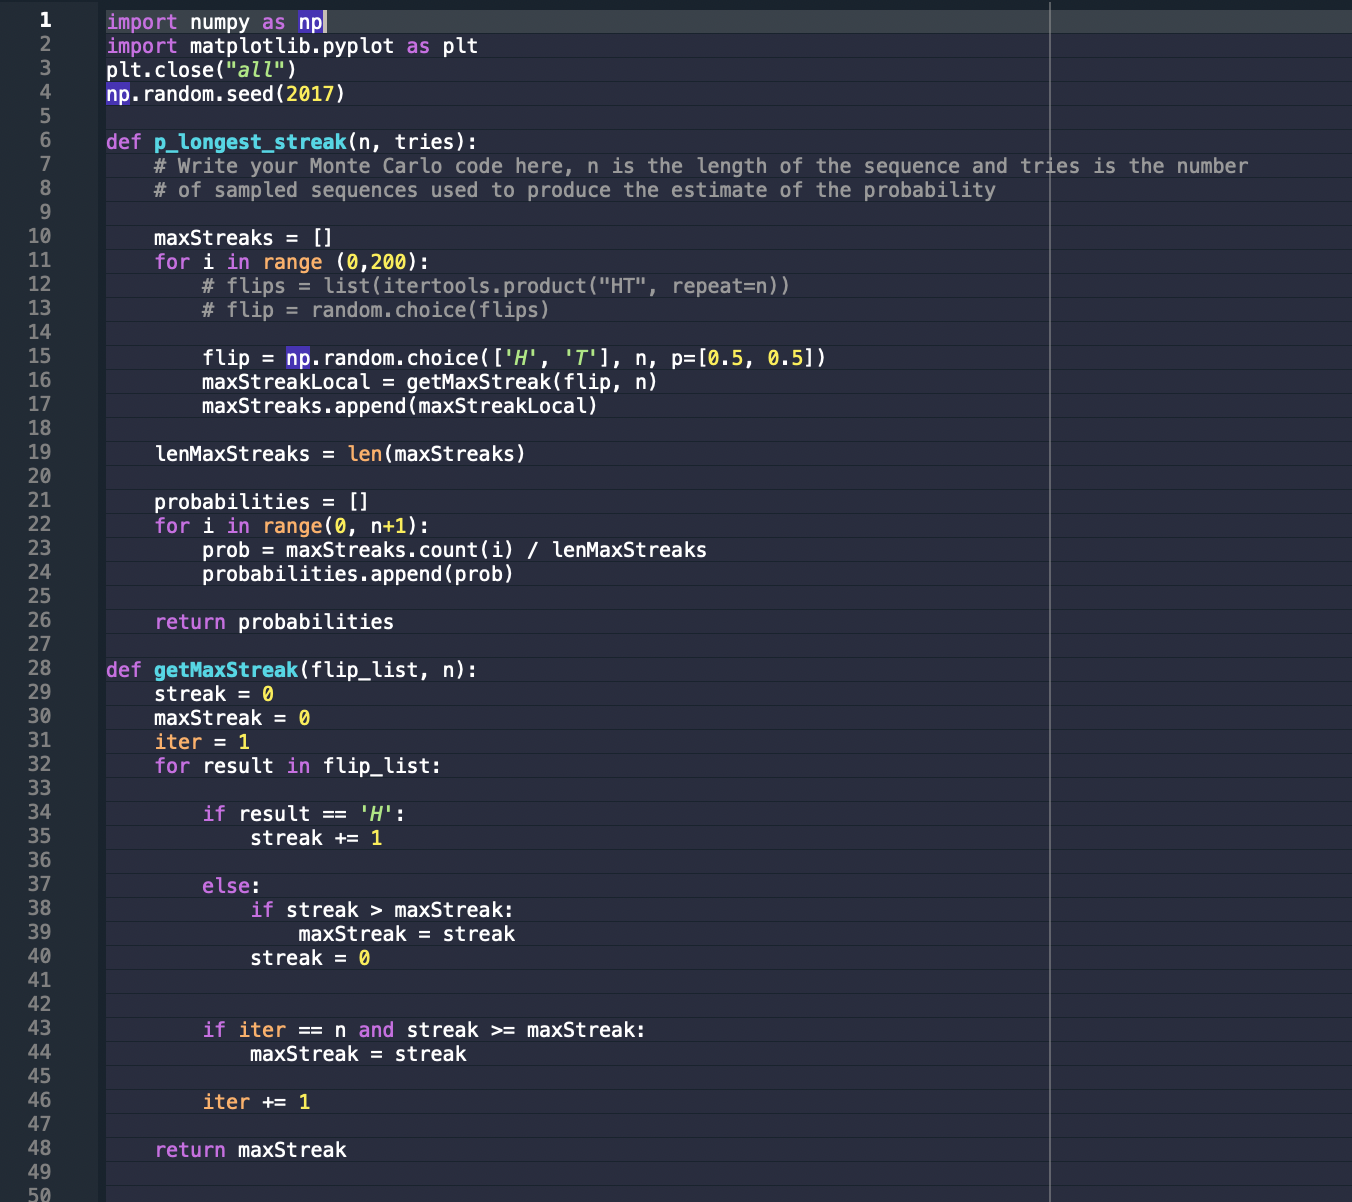 1 import numpy as np
2 import matplotlib.pyplot as plt
3 plt.close("all")
4 np.random.seed(2017)
5
6 def p_longest_streak(n, tries):
7     # Write your Monte Carlo code here, n is the length of the sequence and tries is the number
8     # of sampled sequences used to produce the estimate of the probability
9
10     maxStreaks = []
11     for i in range (0,200):
12         # flips = list(itertools.product("HT", repeat=n))
13         # flip = random.choice(flips)
14
15         flip = np.random.choice(['H', 'T'], n, p=[0.5, 0.5])
16         maxStreakLocal = getMaxStreak(flip, n)
17         maxStreaks.append(maxStreakLocal)
18
19     lenMaxStreaks = len(maxStreaks)
20
21     probabilities = []
22     for i in range(0, n+1):
23         prob = maxStreaks.count(i) / lenMaxStreaks
24         probabilities.append(prob)
25
26     return probabilities
27
28 def getMaxStreak(flip_list, n):
29     streak = 0
30     maxStreak = 0
31     iter = 1
32     for result in flip_list:
33
34         if result == 'H':
35             streak += 1
36
37         else:
38             if streak > maxStreak:
39                 maxStreak = streak
40             streak = 0
41
42
43         if iter == n and streak >= maxStreak:
44             maxStreak = streak
45
46         iter += 1
47
48     return maxStreak
49
50